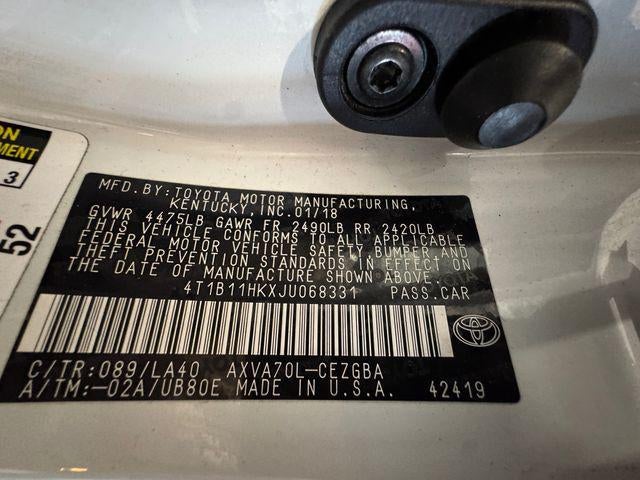 ON
MENT
3
52
MFD. BY: TOYOTA MOTOR MANUFACTURING,
KENTUCKY, INC. 01/18
GVWR 4475LB GAWR FR 2490LB RR 2420LB
THIS VEHICLE CONFORMS TO ALL APPLICABLE
FEDERAL MOTOR VEHICLE SAFETY, BUMPER, AND
THEFT PREVENTION STANDARDS IN EFFECT ON
THE DATE OF MANUFACTURE SHOWN ABOVE.
4T1B11HKXJU068331 PASS. CAR
C/TR: 089/LA40 AXVA70L-CEZGBA
A/TM: -02A/UB80E MADE IN U.S.A. 42419